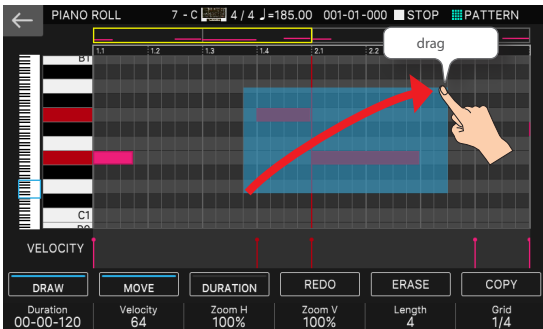 PIANO ROLL 7 - C 4 / 4 ♩=185.00 001-01-000 STOP PATTERN
drag
1.1 1.2 1.3 1.4 2.1 2.2
B1
C1
VELOCITY
DRAW MOVE DURATION REDO ERASE COPY
Duration Velocity Zoom H Zoom V Length Grid
00-00-120 64 100% 100% 4 1/4